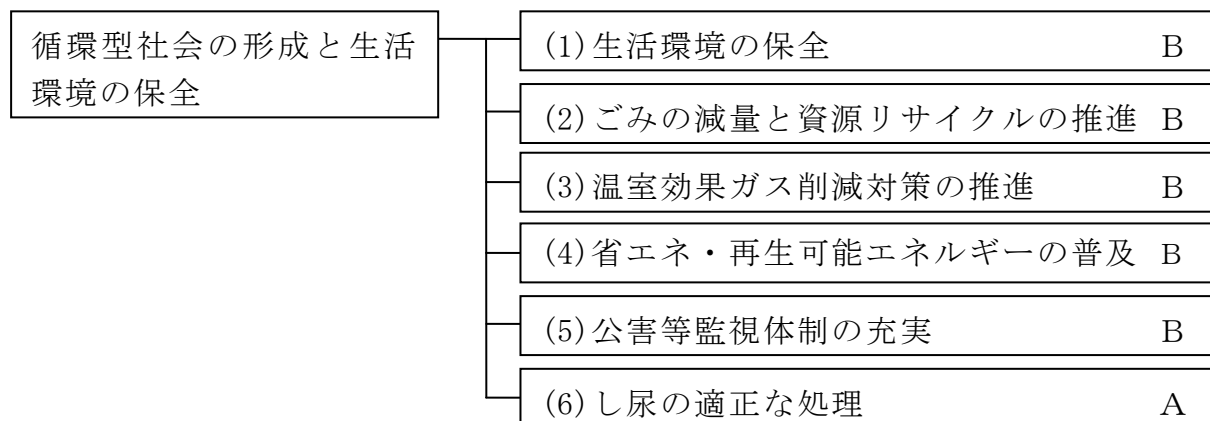 循環型社会の形成と生活
環境の保全
(1)生活環境の保全 B
(2)ごみの減量と資源リサイクルの推進 B
(3)温室効果ガス削減対策の推進 B
(4)省エネ・再生可能エネルギーの普及 B
(5)公害等監視体制の充実 B
(6)し尿の適正な処理 A